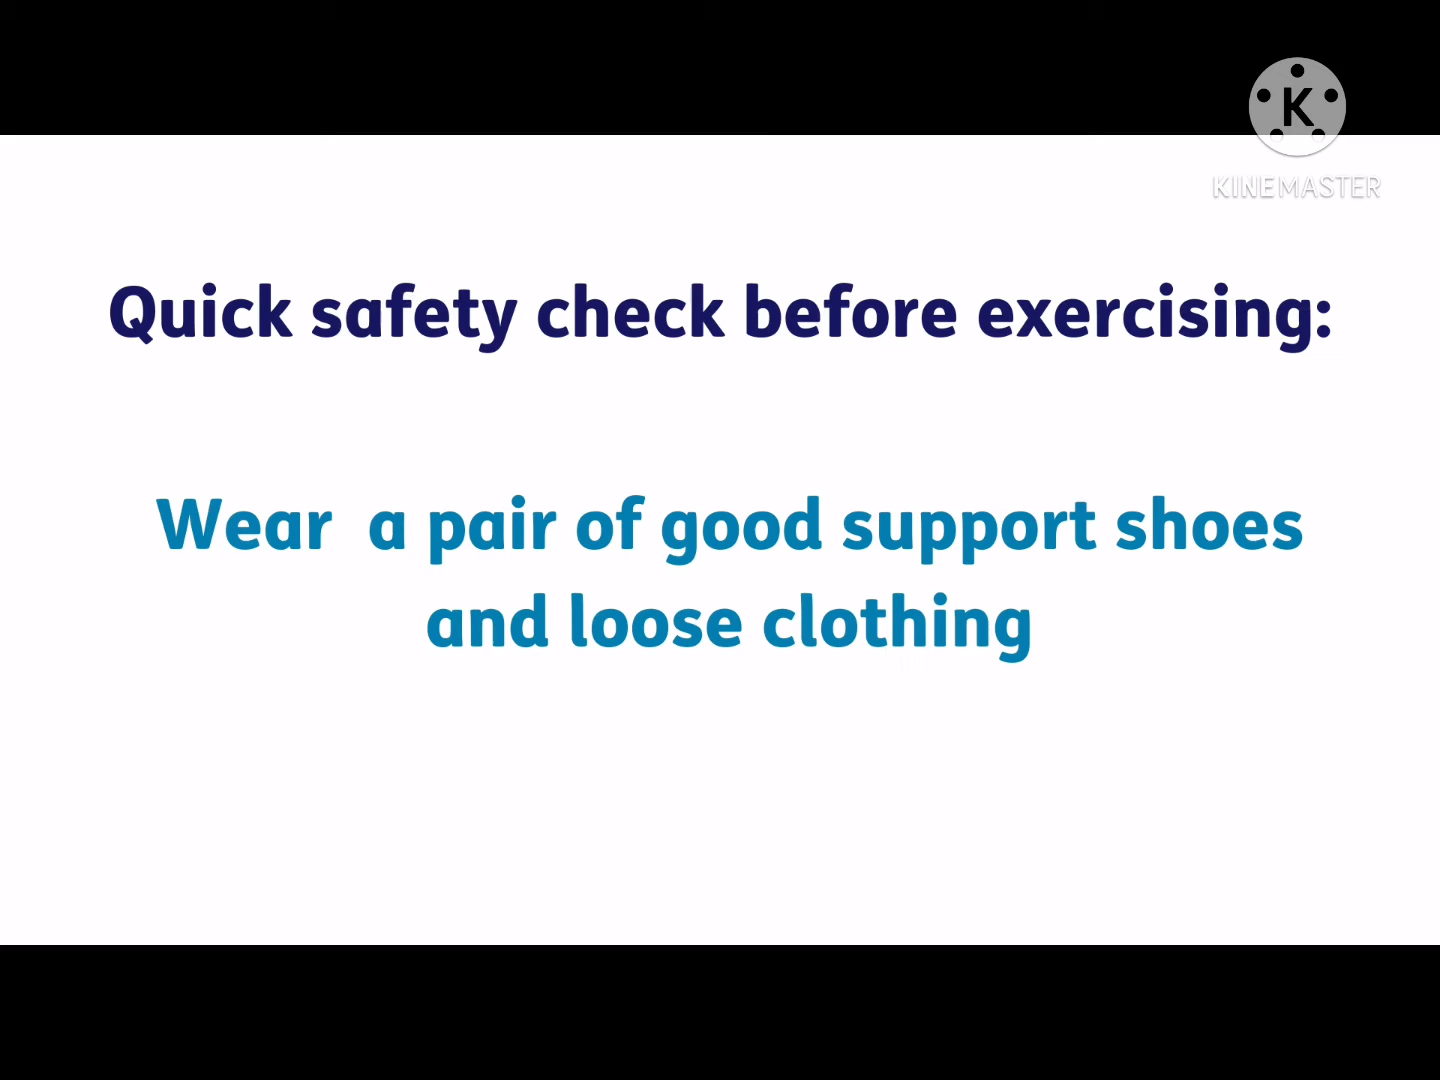 K
KINEMASTER
Quick safety check before exercising:
Wear  a pair of good support shoes
and loose clothing